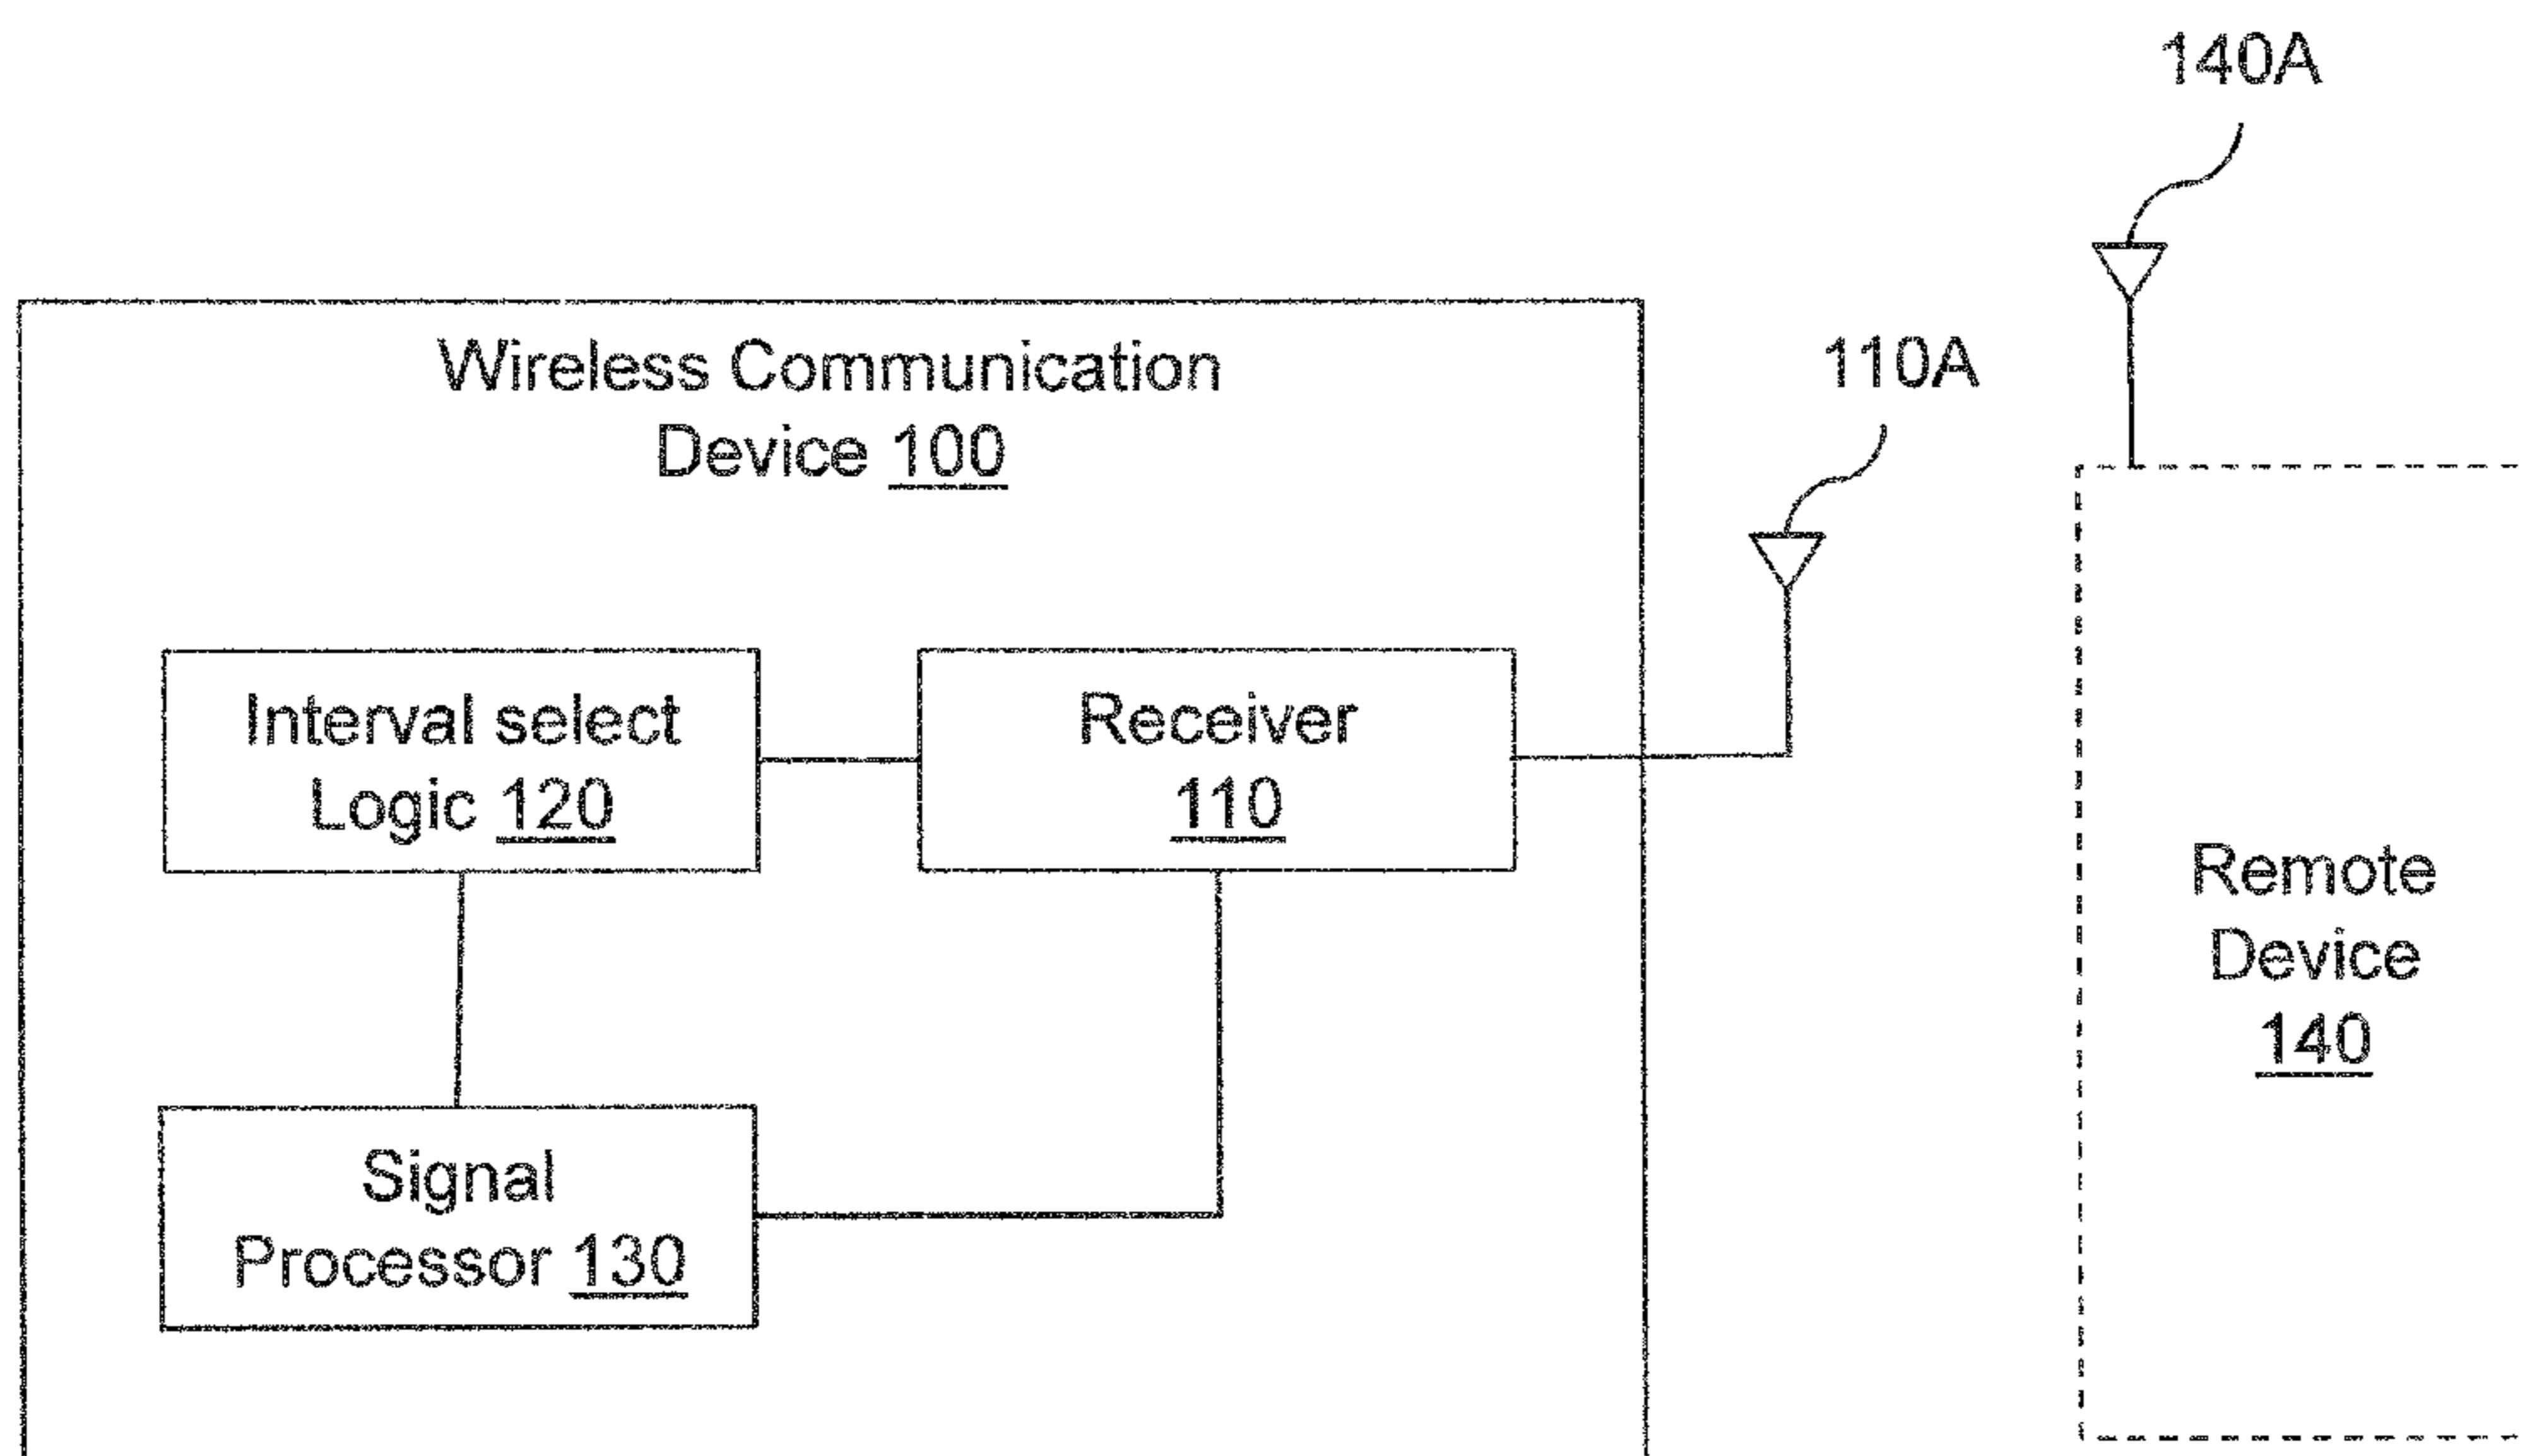 140A
Wireless Communication
Device 100
110A
Interval select
Logic 120
Receiver
110
Remote
Device
140
Signal
Processor 130